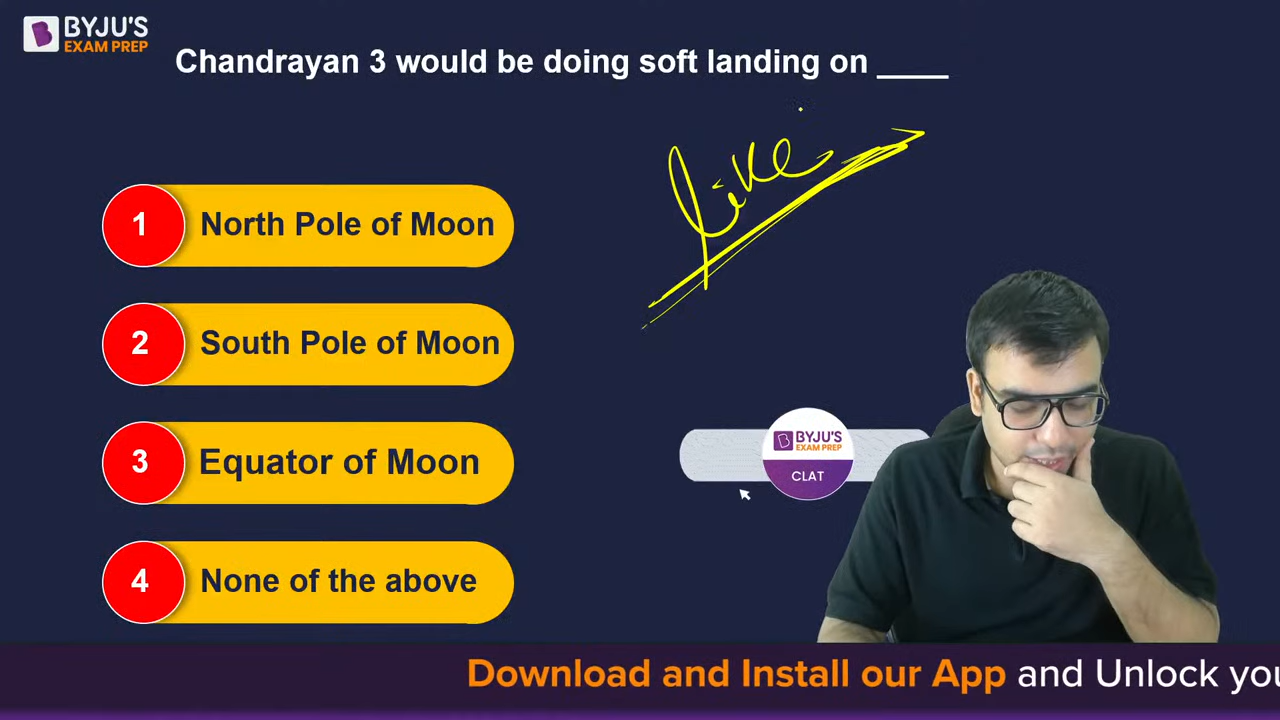 BYJU'S
EXAM PREP
Chandrayan 3 would be doing soft landing on ____
like
1 North Pole of Moon
2 South Pole of Moon
3 Equator of Moon
4 None of the above
BYJU'S
EXAM PREP
CLAT
Download and Install our App and Unlock you